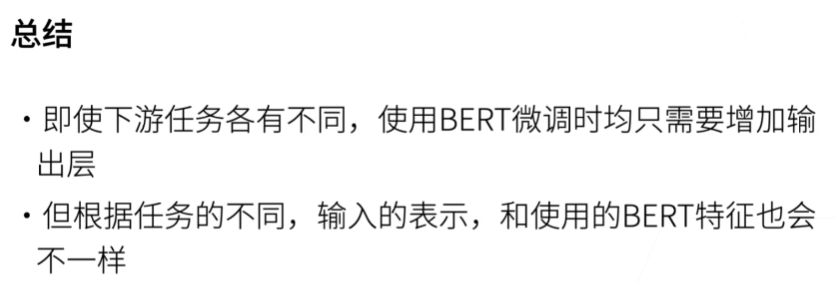 总结
•即使下游任务各有不同，使用BERT微调时均只需要增加输
出层
•但根据任务的不同，输入的表示，和使用的BERT特征也会
不一样